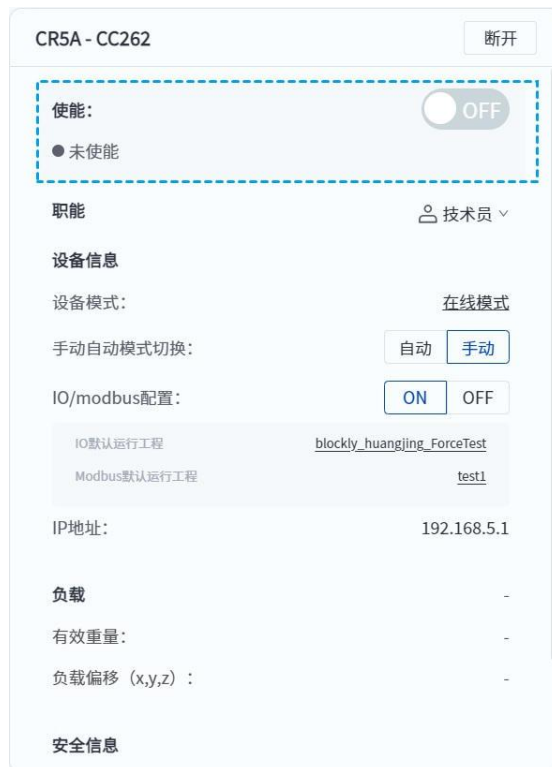 CR5A - CC262 断开
使能： OFF
未使能
职能 技术员
设备信息
设备模式： 在线模式
手动自动模式切换： 自动 手动
IO/modbus配置： ON OFF
IO默认运行工程 blockly_huangjing_ForceTest
Modbus默认运行工程 test1
IP地址： 192.168.5.1
负载 -
有效重量： -
负载偏移（x,y,z）： -
安全信息